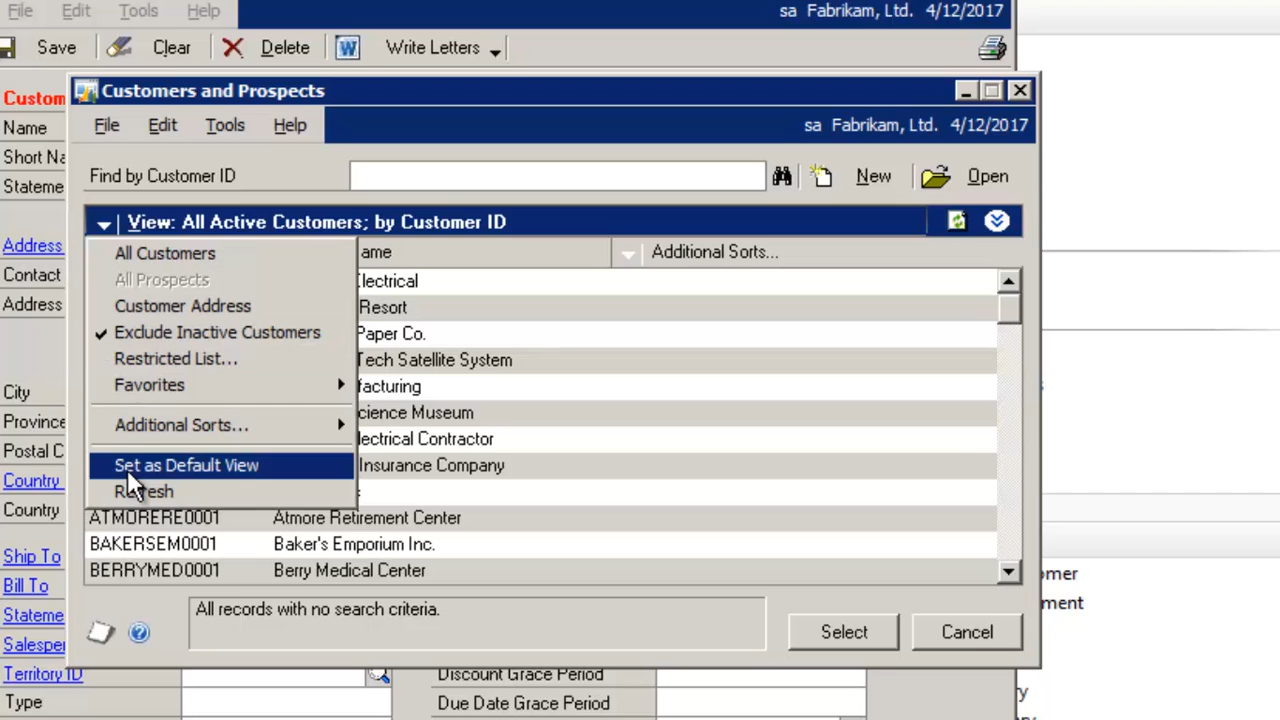 File Edit Tools Help sa Fabrikam, Ltd. 4/12/2017
Save Clear Delete Write Letters
Customers and Prospects
File Edit Tools Help sa Fabrikam, Ltd. 4/12/2017
Find by Customer ID New Open
View: All Active Customers; by Customer ID
All Customers
All Prospects
Customer Address
Exclude Inactive Customers
Restricted List...
Favorites
Additional Sorts...
Set as Default View
Refresh
ame Additional Sorts...
Electrical
Resort
Paper Co.
Tech Satellite System
facturing
cience Museum
lectrical Contractor
Insurance Company
ATMORERE0001 Atmore Retirement Center
BAKERSEM0001 Baker's Emporium Inc.
BERRYMED0001 Berry Medical Center
All records with no search criteria.
Select Cancel
Custom
Name
Short Na
Stateme
Address
Contact
Address
City
Province
Postal C
Country
Country
Ship To
Bill To
Stateme
Salesper
Territory ID
Type
Discount Grace Period
Due Date Grace Period
omer
ment